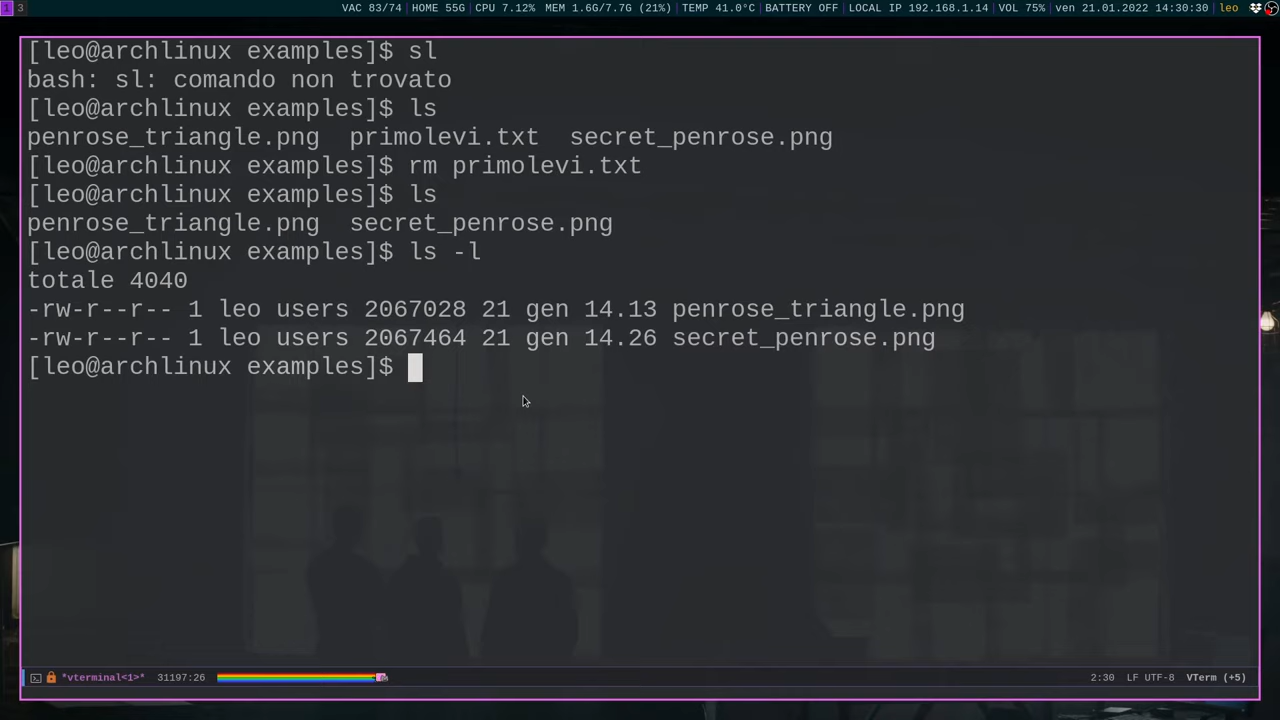 1 3 VAC 83/74 HOME 55G CPU 7.12% MEM 1.6G/7.7G (21%) TEMP 41.0°C BATTERY OFF LOCAL IP 192.168.1.14 VOL 75% ven 21.01.2022 14:30:30 leo
[leo@archlinux examples]$ sl
bash: sl: comando non trovato
[leo@archlinux examples]$ ls
penrose_triangle.png primolevi.txt secret_penrose.png
[leo@archlinux examples]$ rm primolevi.txt
[leo@archlinux examples]$ ls
penrose_triangle.png secret_penrose.png
[leo@archlinux examples]$ ls -l
totale 4040
-rw-r--r-- 1 leo users 2067028 21 gen 14.13 penrose_triangle.png
-rw-r--r-- 1 leo users 2067464 21 gen 14.26 secret_penrose.png
[leo@archlinux examples]$
*vterminal<1>* 31197:26 2:30 LF UTF-8 VTerm (+5)